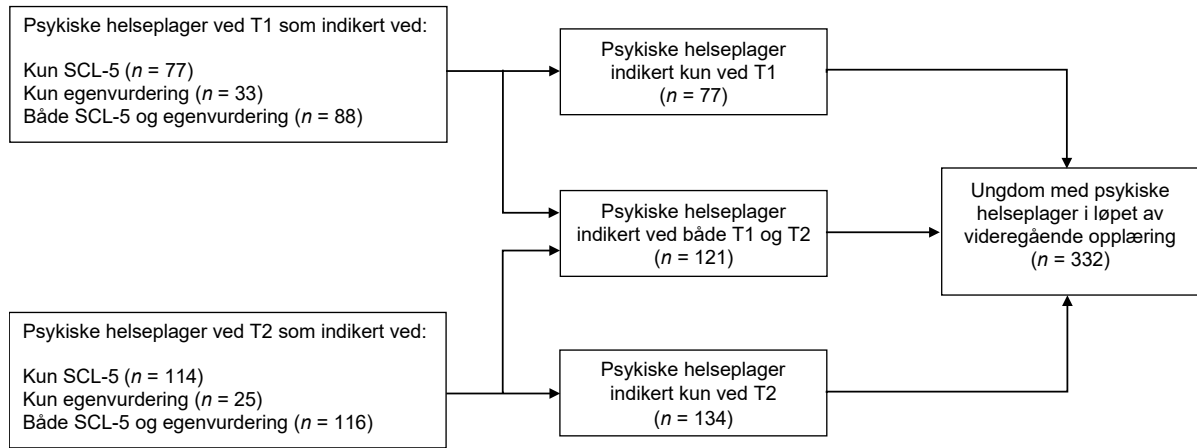 Psykiske helseplager ved T1 som indikert ved:
Kun SCL-5 (n = 77)
Kun egenvurdering (n = 33)
Både SCL-5 og egenvurdering (n = 88)
Psykiske helseplager ved T2 som indikert ved:
Kun SCL-5 (n = 114)
Kun egenvurdering (n = 25)
Både SCL-5 og egenvurdering (n = 116)
Psykiske helseplager
indikert kun ved T1
(n = 77)
Psykiske helseplager
indikert ved både T1 og T2
(n = 121)
Psykiske helseplager
indikert kun ved T2
(n = 134)
Ungdom med psykiske
helseplager i løpet av
videregående opplæring
(n = 332)